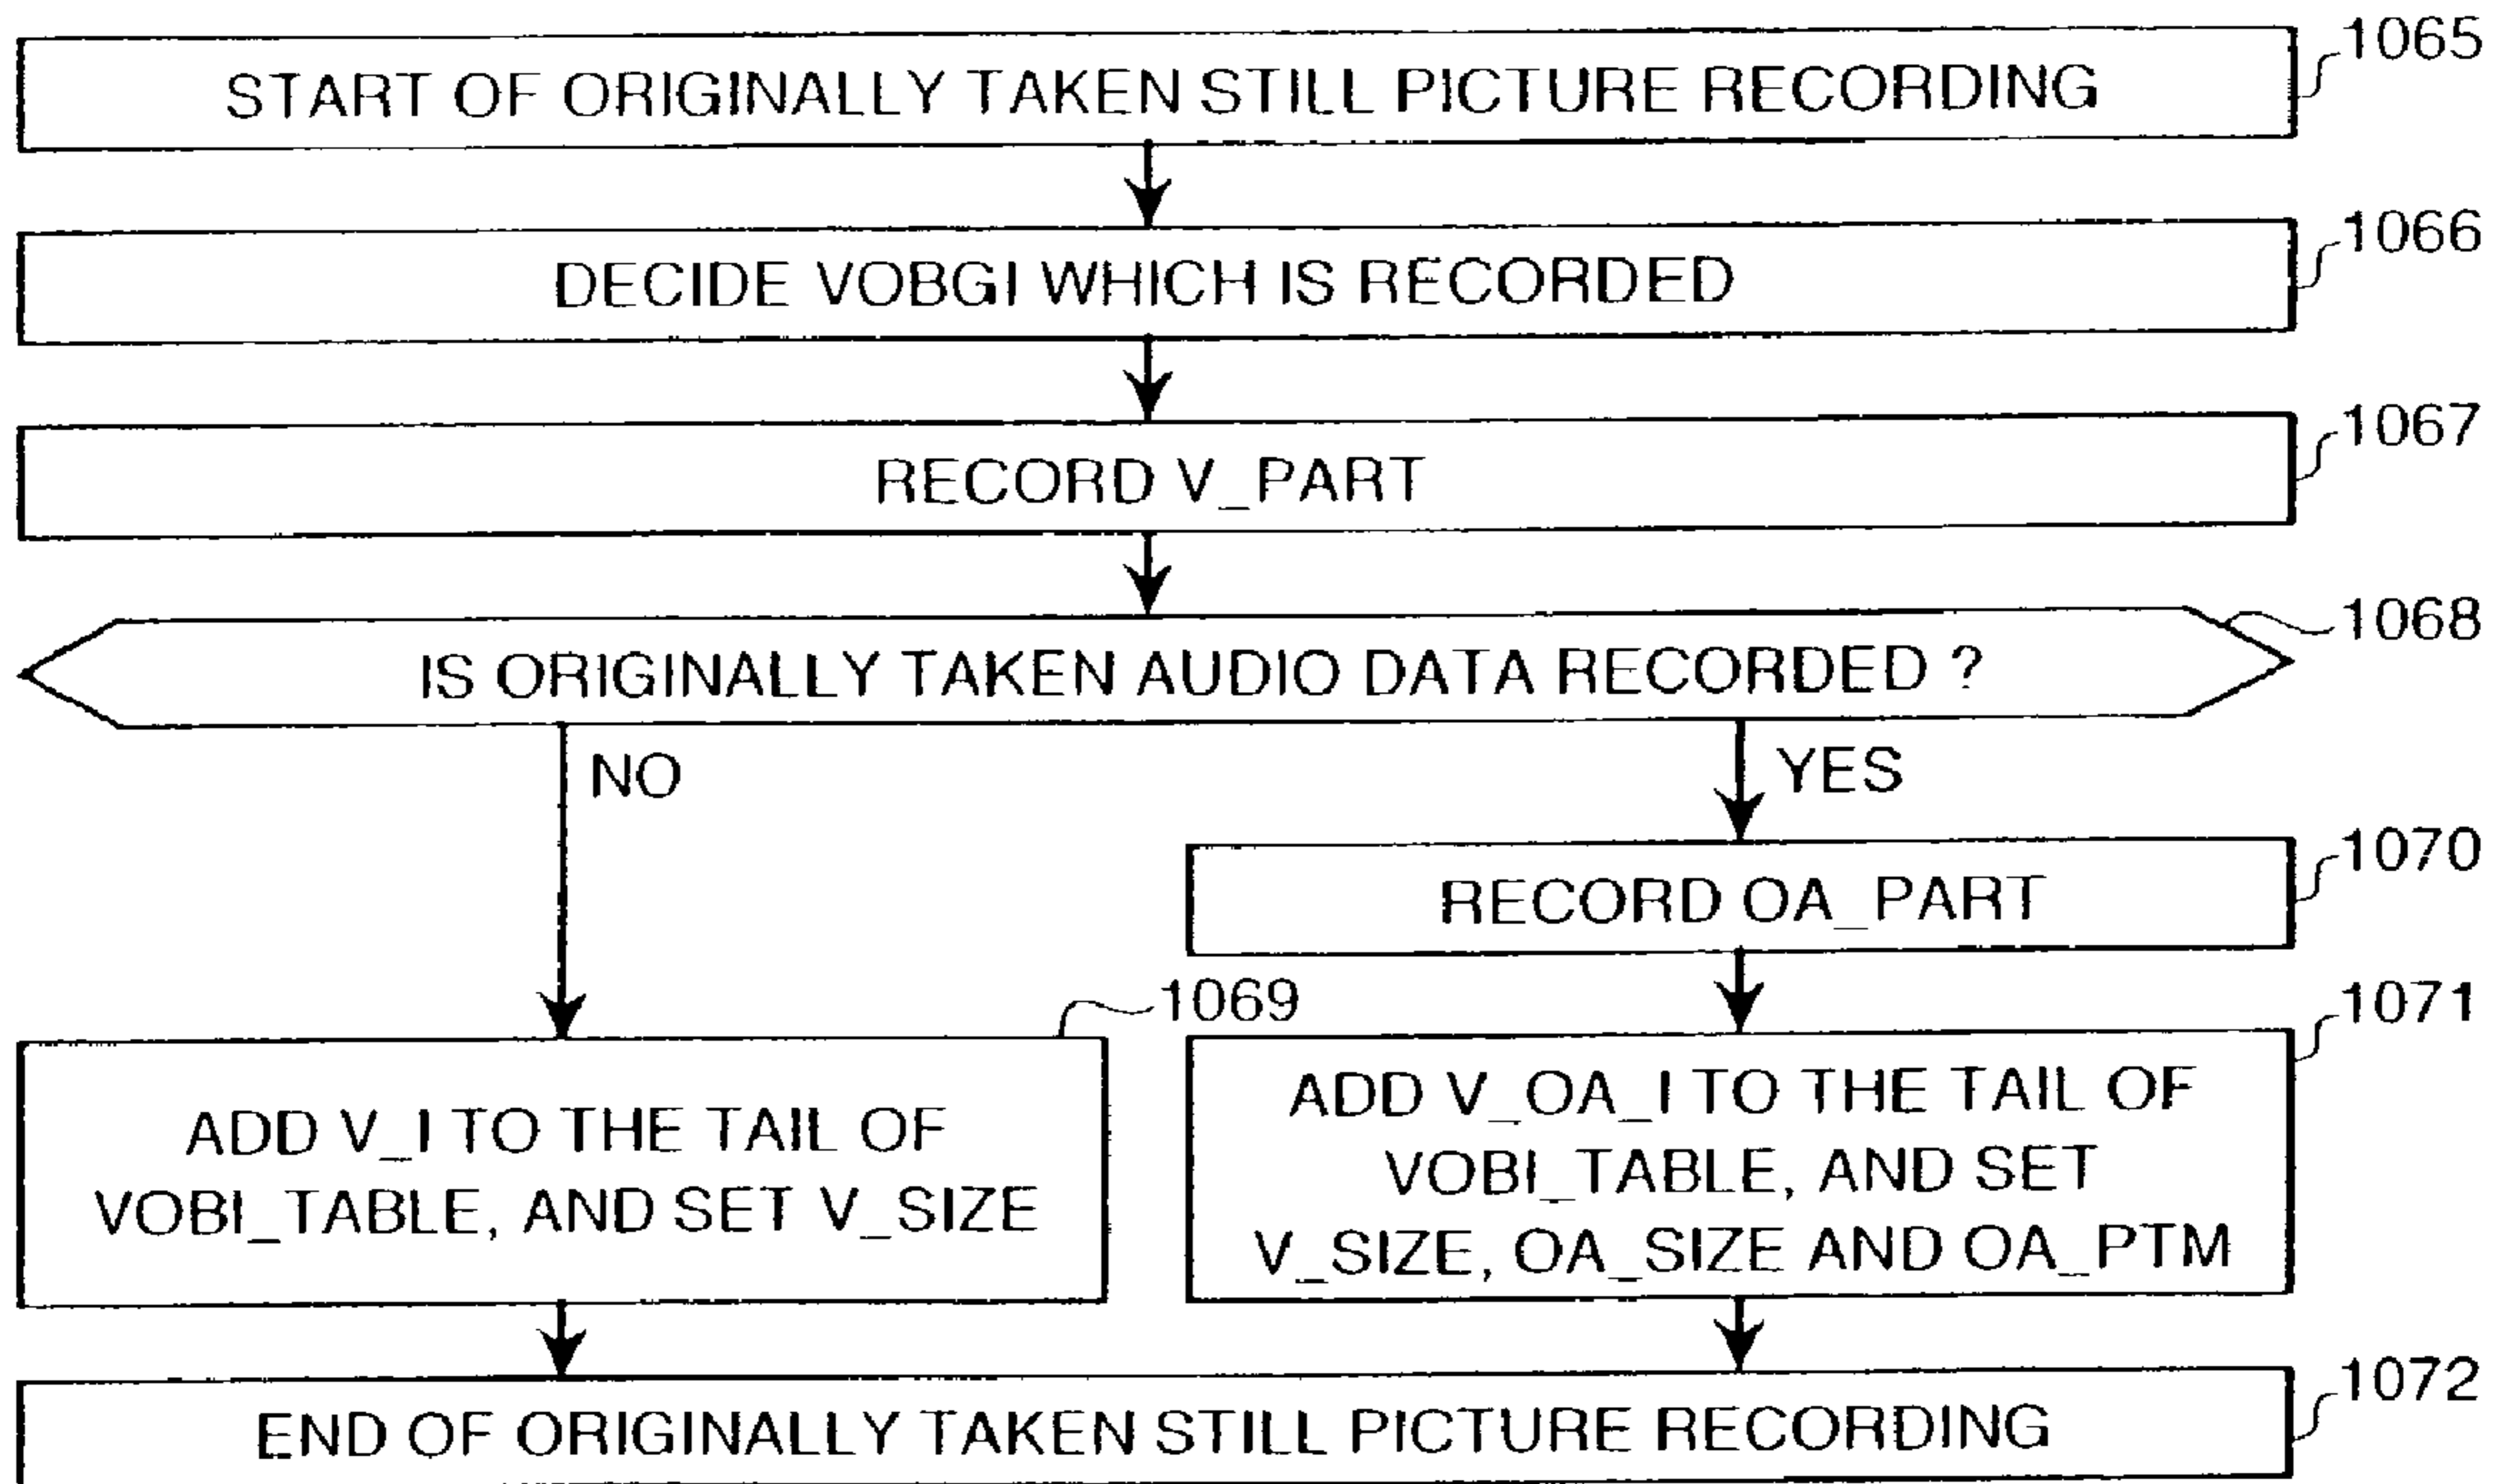 START OF ORIGINALLY TAKEN STILL PICTURE RECORDING
1065
DECIDE VOBGI WHICH IS RECORDED
1066
RECORD V_PART
1067
IS ORIGINALLY TAKEN AUDIO DATA RECORDED ?
1068
NO
YES
RECORD OA_PART
1070
1069
ADD V_I TO THE TAIL OF
VOBI_TABLE, AND SET V_SIZE
1071
ADD V_OA_I TO THE TAIL OF
VOBI_TABLE, AND SET
V_SIZE, OA_SIZE AND OA_PTM
END OF ORIGINALLY TAKEN STILL PICTURE RECORDING
1072